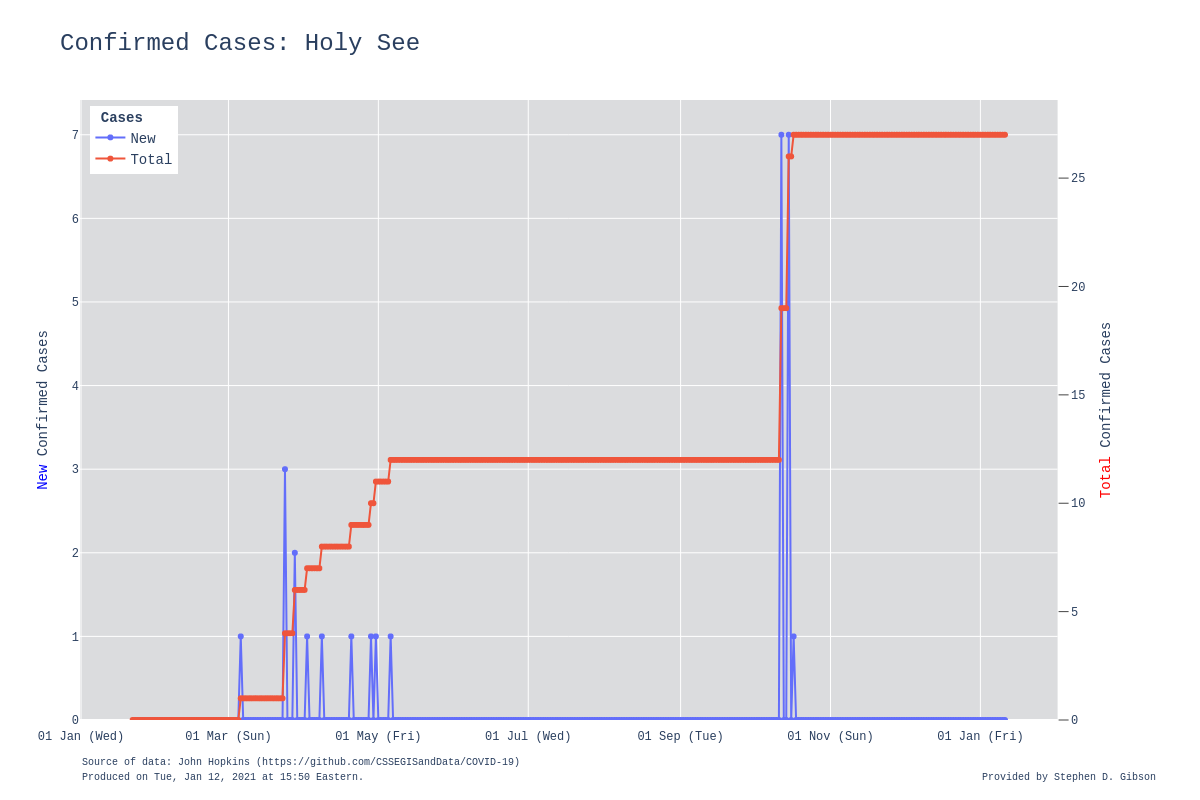 Confirmed Cases: Holy See
Cases
New
Total
7
6
5
4
3
2
1
0
New Confirmed Cases
25
20
15
10
5
0
Total Confirmed Cases
01 Jan (Wed) 01 Mar (Sun) 01 May (Fri) 01 Jul (Wed) 01 Sep (Tue) 01 Nov (Sun) 01 Jan (Fri)
Source of data: John Hopkins (https://github.com/CSSEGISandData/COVID-19)
Produced on Tue, Jan 12, 2021 at 15:50 Eastern.
Provided by Stephen D. Gibson